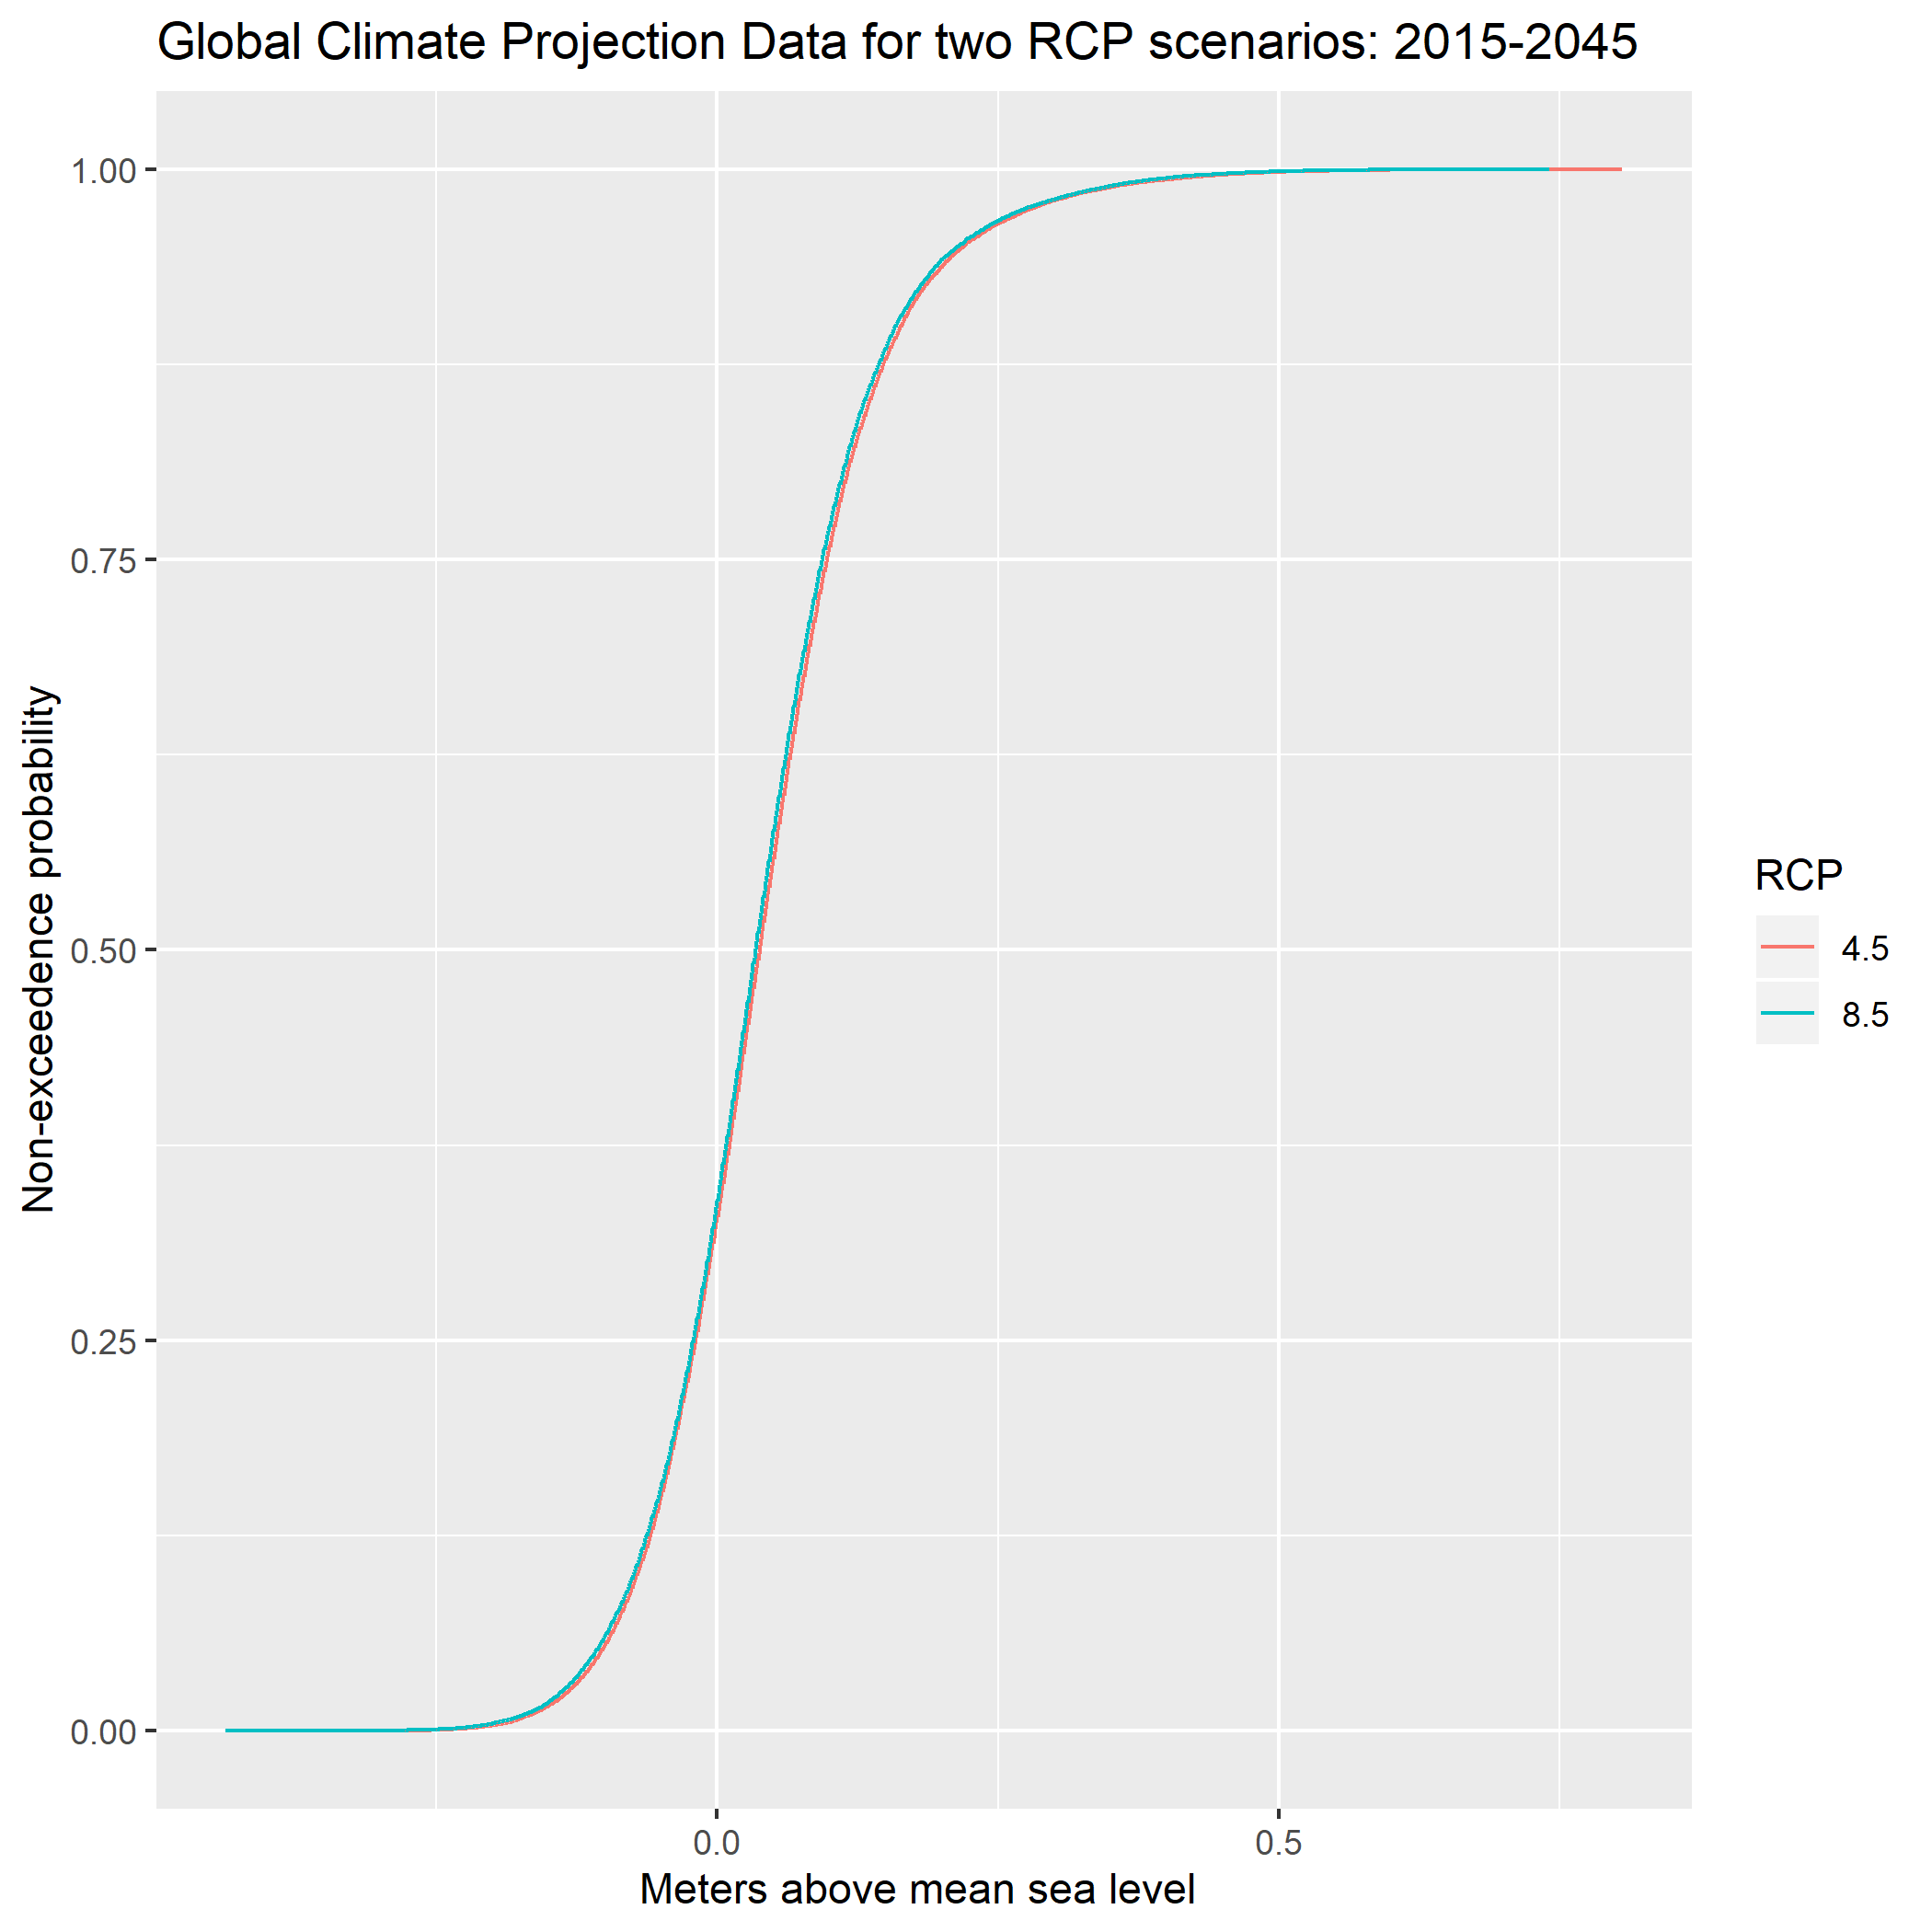 Global Climate Projection Data for two RCP scenarios: 2015-2045
1.00
0.75
0.50
0.25
0.00
Non-exceedence probability
0.0
0.5
Meters above mean sea level
RCP
4.5
8.5